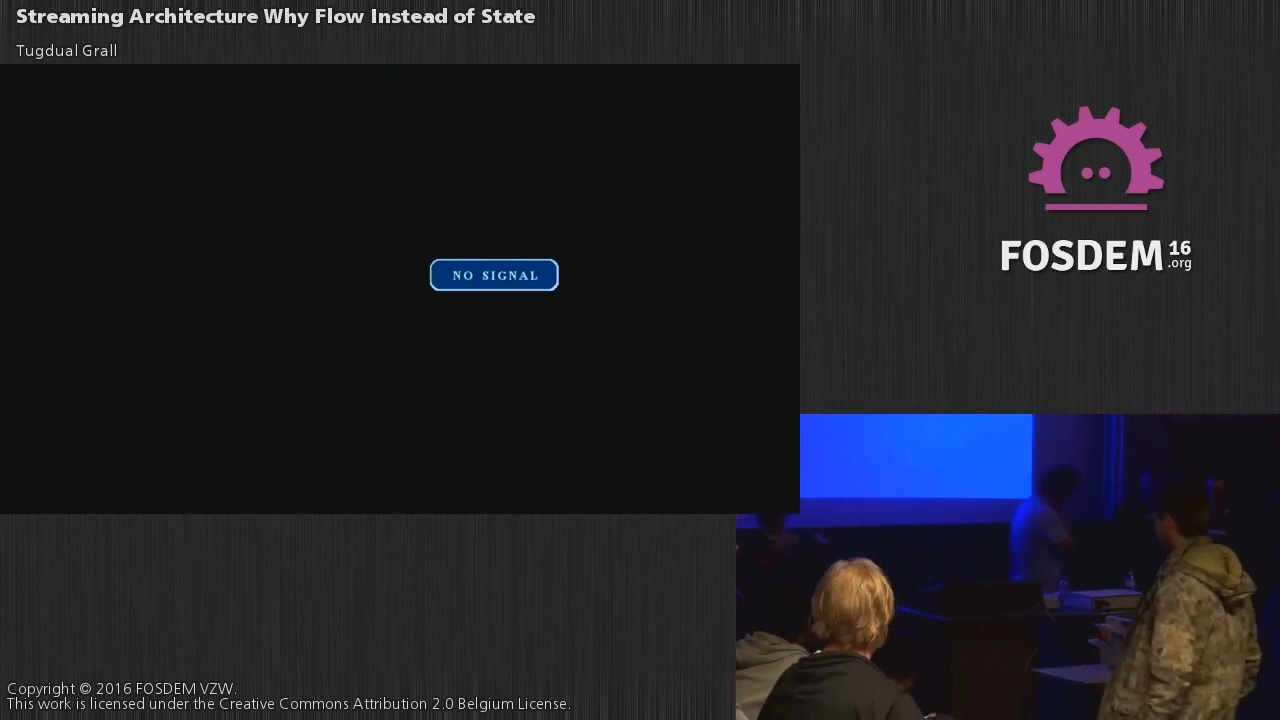 Streaming Architecture Why Flow Instead of State
Tugdual Grall
NO SIGNAL
FOSDEM 16
.org
Copyright © 2016 FOSDEM VZW.
This work is licensed under the Creative Commons Attribution 2.0 Belgium License.